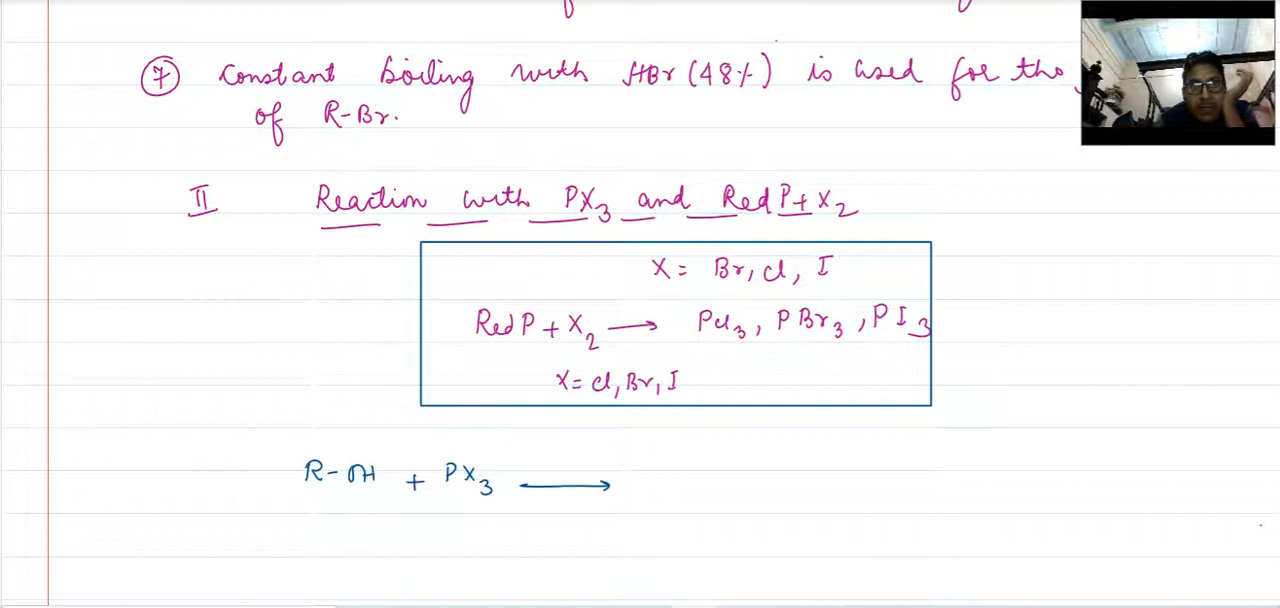 ⑦ Constant boiling with HBr (48%) is used for the
of R-Br.
II Reaction with PX₃ and Red P + X₂
X = Br, Cl, I
Red P + X₂ ⟶ PCl₃, PBr₃, PI₃
X = Cl, Br, I
R-OH + PX₃ ⟶